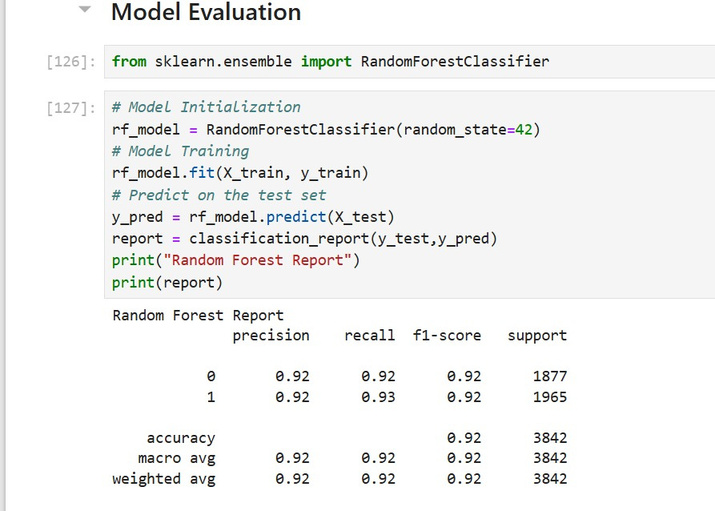 Model Evaluation
[126]: from sklearn.ensemble import RandomForestClassifier
[127]: # Model Initialization
rf_model = RandomForestClassifier(random_state=42)
# Model Training
rf_model.fit(X_train, y_train)
# Predict on the test set
y_pred = rf_model.predict(X_test)
report = classification_report(y_test,y_pred)
print("Random Forest Report")
print(report)
Random Forest Report
precision recall f1-score support
0 0.92 0.92 0.92 1877
1 0.92 0.93 0.92 1965
accuracy 0.92 3842
macro avg 0.92 0.92 0.92 3842
weighted avg 0.92 0.92 0.92 3842